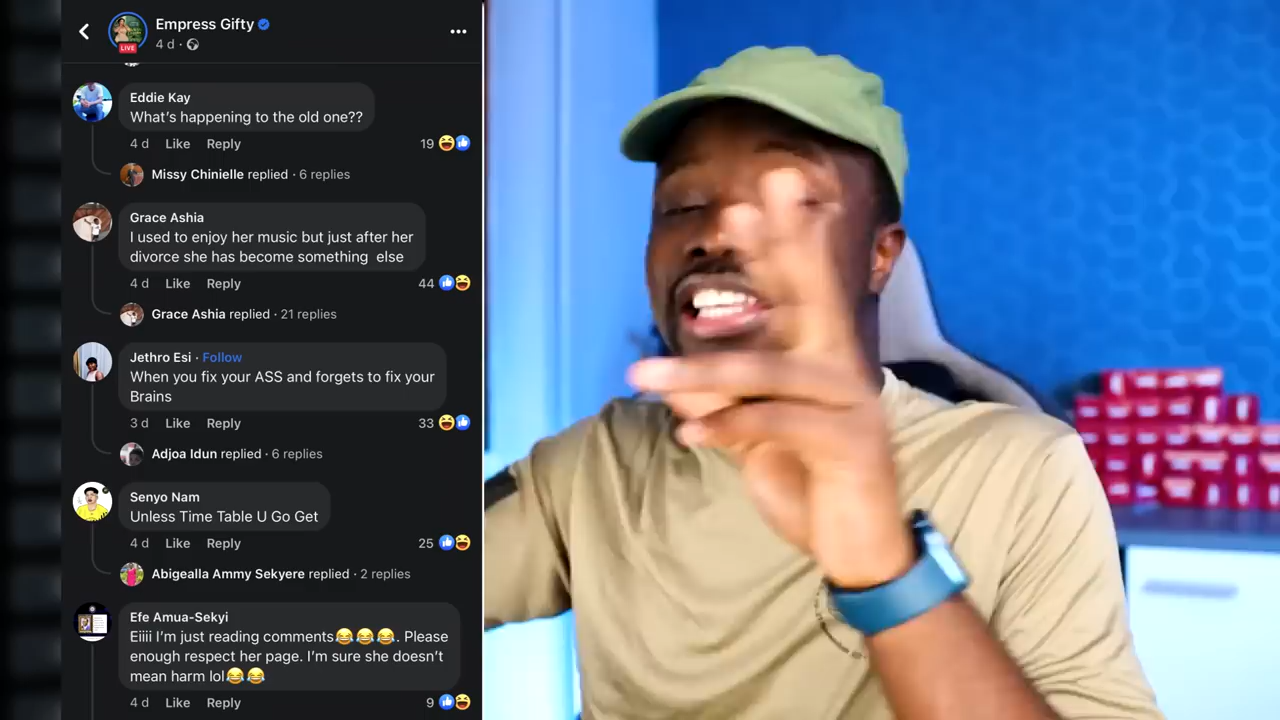 Empress Gifty
LIVE
4 d ·
Eddie Kay
What's happening to the old one??
4 d Like Reply 19
Missy Chinielle replied · 6 replies
Grace Ashia
I used to enjoy her music but just after her
divorce she has become something else
4 d Like Reply 44
Grace Ashia replied · 21 replies
Jethro Esi · Follow
When you fix your ASS and forgets to fix your
Brains
3 d Like Reply 33
Adjoa Idun replied · 6 replies
Senyo Nam
Unless Time Table U Go Get
4 d Like Reply 25
Abigealla Ammy Sekyere replied · 2 replies
Efe Amua-Sekyi
Eiiii I'm just reading comments😂😂😂. Please
enough respect her page. I'm sure she doesn't
mean harm lol😂😂
4 d Like Reply 9